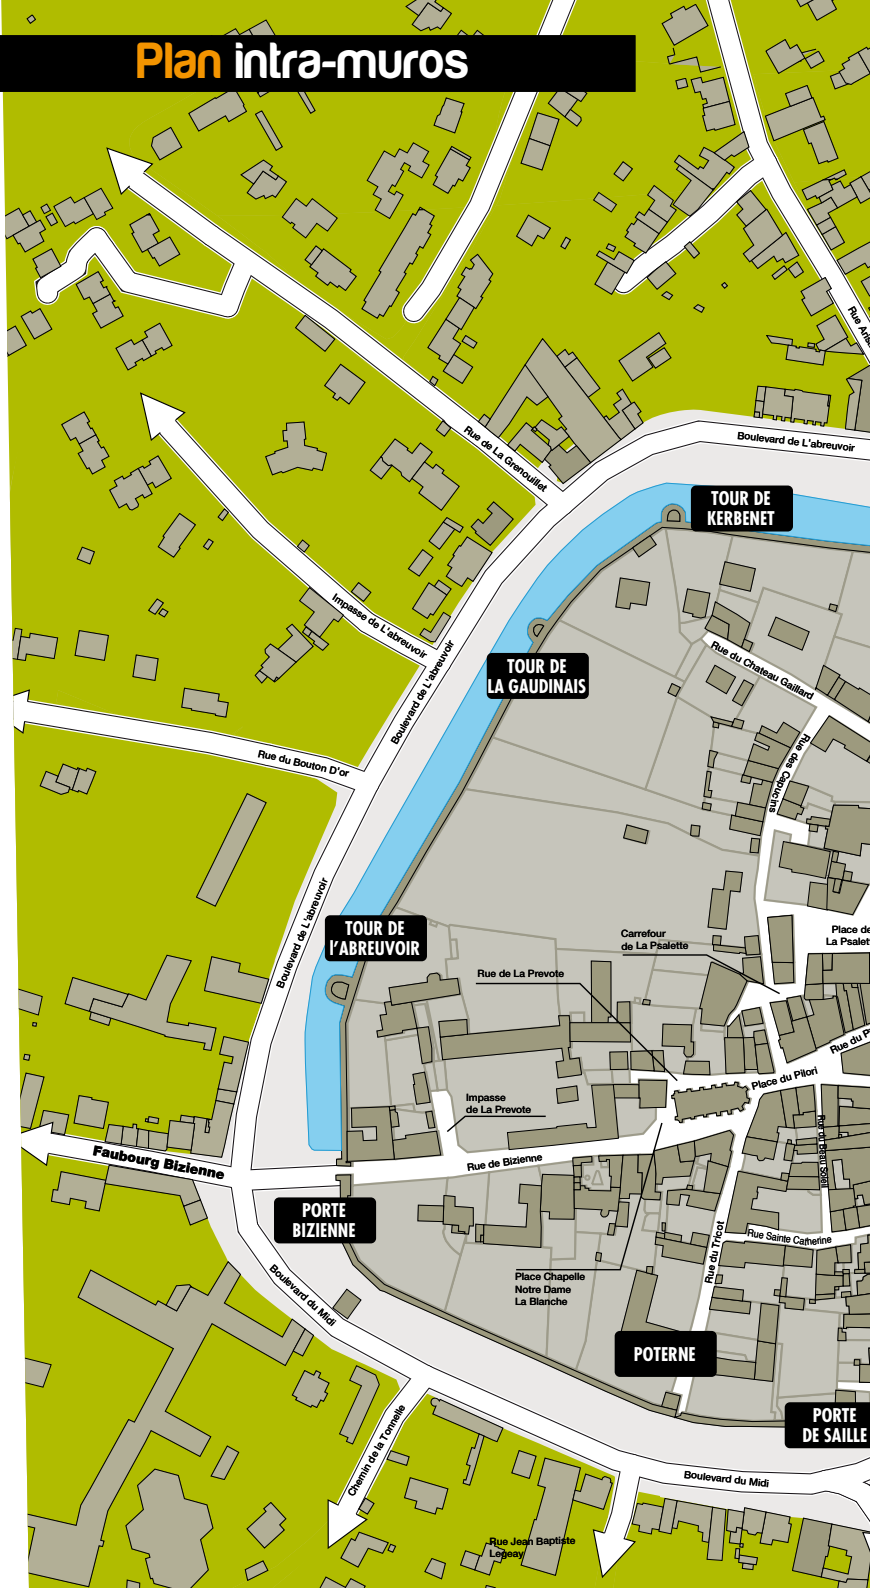 Plan intra-muros
Rue de La Grenouillet
Boulevard de L'abreuvoir
TOUR DE
KERBENET
Impasse de L'abreuvoir
Boulevard de L'abreuvoir
TOUR DE
LA GAUDINAIS
Rue du Chateau Gaillard
Rue des Capucins
Rue du Bouton D'or
Boulevard de L'abreuvoir
TOUR DE
l'ABREUVOIR
Carrefour
de La Psalette
Place de
La Psalet
Rue de La Prevote
Rue du P
Place du Pilori
Impasse
de La Prevote
Rue du Beau Soleil
Faubourg Bizienne
Rue de Bizienne
PORTE
BIZIENNE
Rue du Tricot
Rue Sainte Catherine
Boulevard du Midi
Place Chapelle
Notre Dame
La Blanche
POTERNE
PORTE
DE SAILLE
Chemin de la Tonnelle
Boulevard du Midi
Rue Jean Baptiste
Legeay